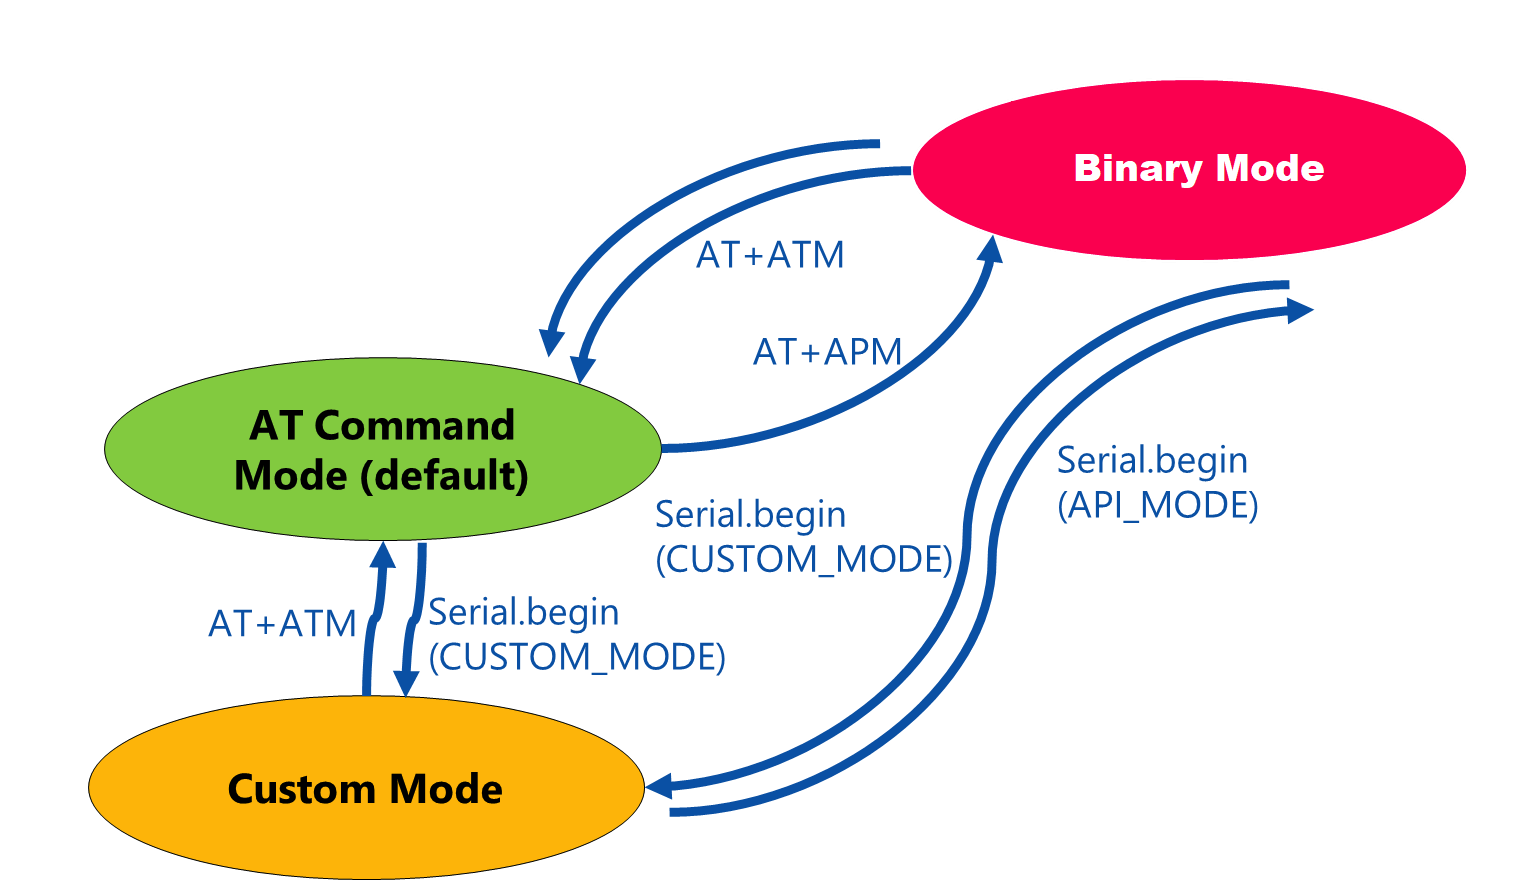 Binary Mode
AT+ATM
AT+APM
AT Command
Mode (default)
Serial.begin
(API_MODE)
Serial.begin
(CUSTOM_MODE)
AT+ATM
Serial.begin
(CUSTOM_MODE)
Custom Mode